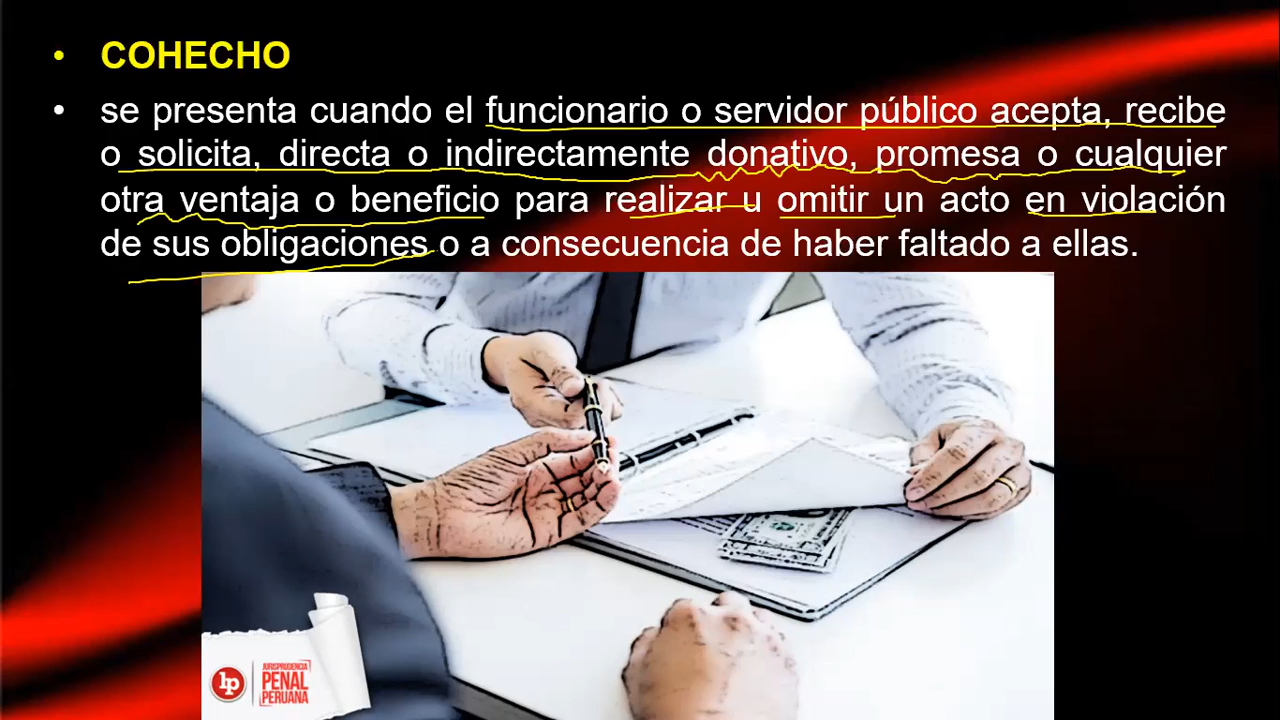 • COHECHO
• se presenta cuando el funcionario o servidor público acepta, recibe
o solicita, directa o indirectamente donativo, promesa o cualquier
otra ventaja o beneficio para realizar u omitir un acto en violación
de sus obligaciones o a consecuencia de haber faltado a ellas.
lp
JURISPRUDENCIA
PENAL
PERUANA